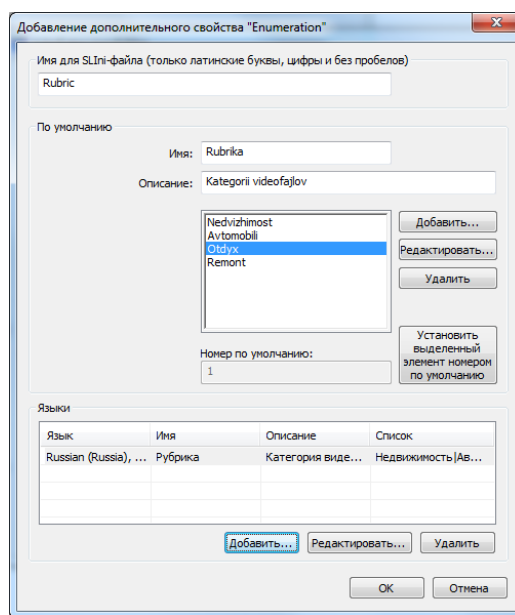 Добавление дополнительного свойства "Enumeration"
Имя для SLIni-файла (только латинские буквы, цифры и без пробелов)
Rubric
По умолчанию
Имя: Rubrika
Описание: Kategorii videofajlov
Nedvizhimost
Avtomobili
Otdyx
Remont
Добавить...
Редактировать...
Удалить
Номер по умолчанию:
1
Установить
выделенный
элемент номером
по умолчанию
Языки
Язык Имя Описание Список
Russian (Russia), ... Рубрика Категория виде... Недвижимость|Ав...
Добавить... Редактировать... Удалить
OK Отмена